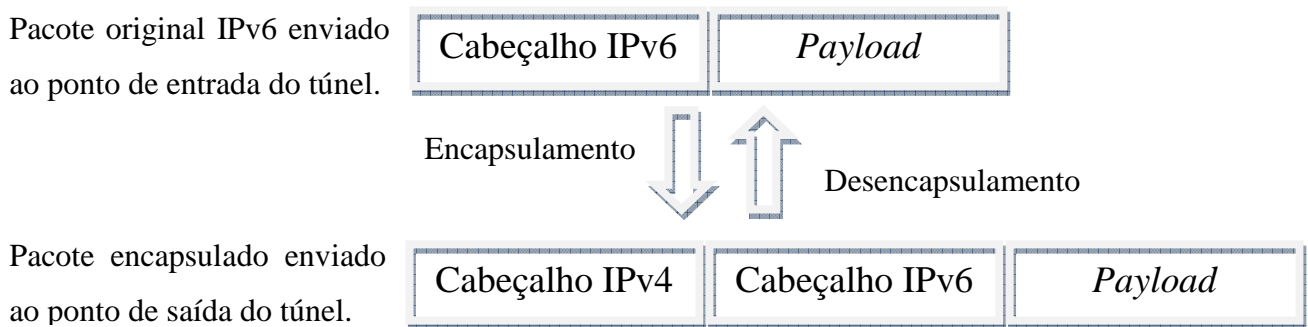 Pacote original IPv6 enviado
ao ponto de entrada do túnel.
Cabeçalho IPv6
Payload
Encapsulamento
Desencapsulamento
Pacote encapsulado enviado
ao ponto de saída do túnel.
Cabeçalho IPv4
Cabeçalho IPv6
Payload